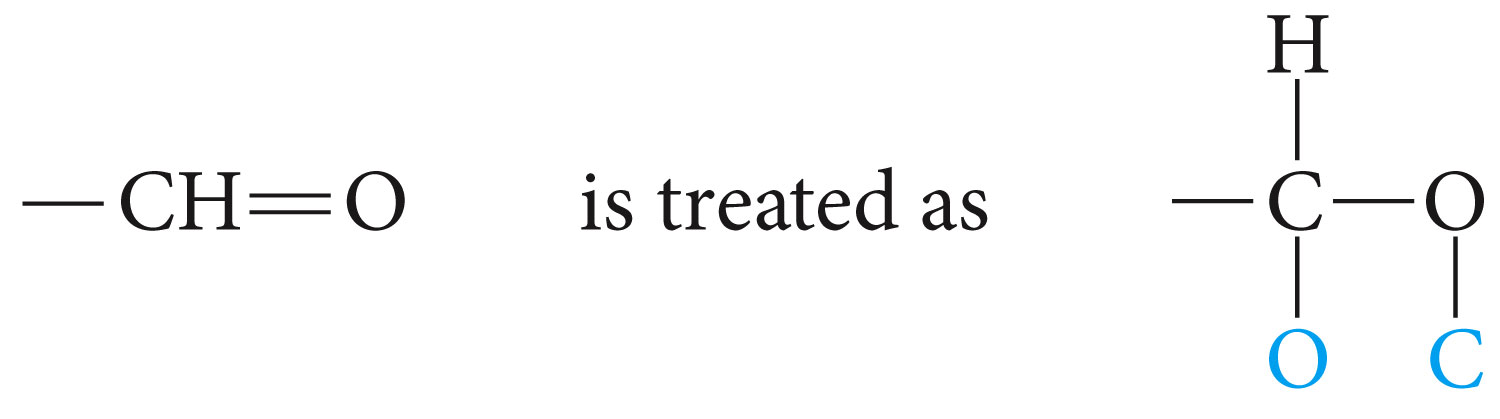 H
—CH=O is treated as —C—O
O C